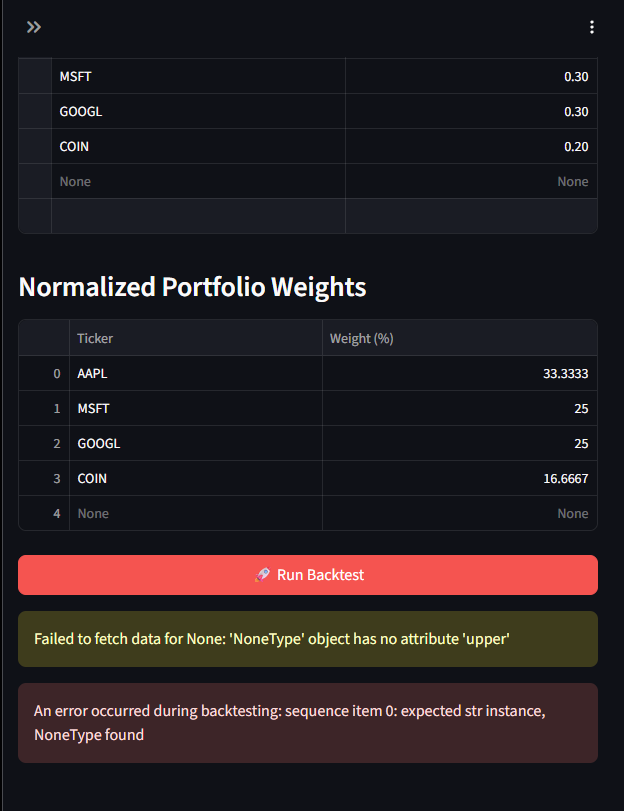 MSFT 0.30
GOOGL 0.30
COIN 0.20
None None
Normalized Portfolio Weights
Ticker Weight (%)
0 AAPL 33.3333
1 MSFT 25
2 GOOGL 25
3 COIN 16.6667
4 None None
🚀 Run Backtest
Failed to fetch data for None: 'NoneType' object has no attribute 'upper'
An error occurred during backtesting: sequence item 0: expected str instance,
NoneType found